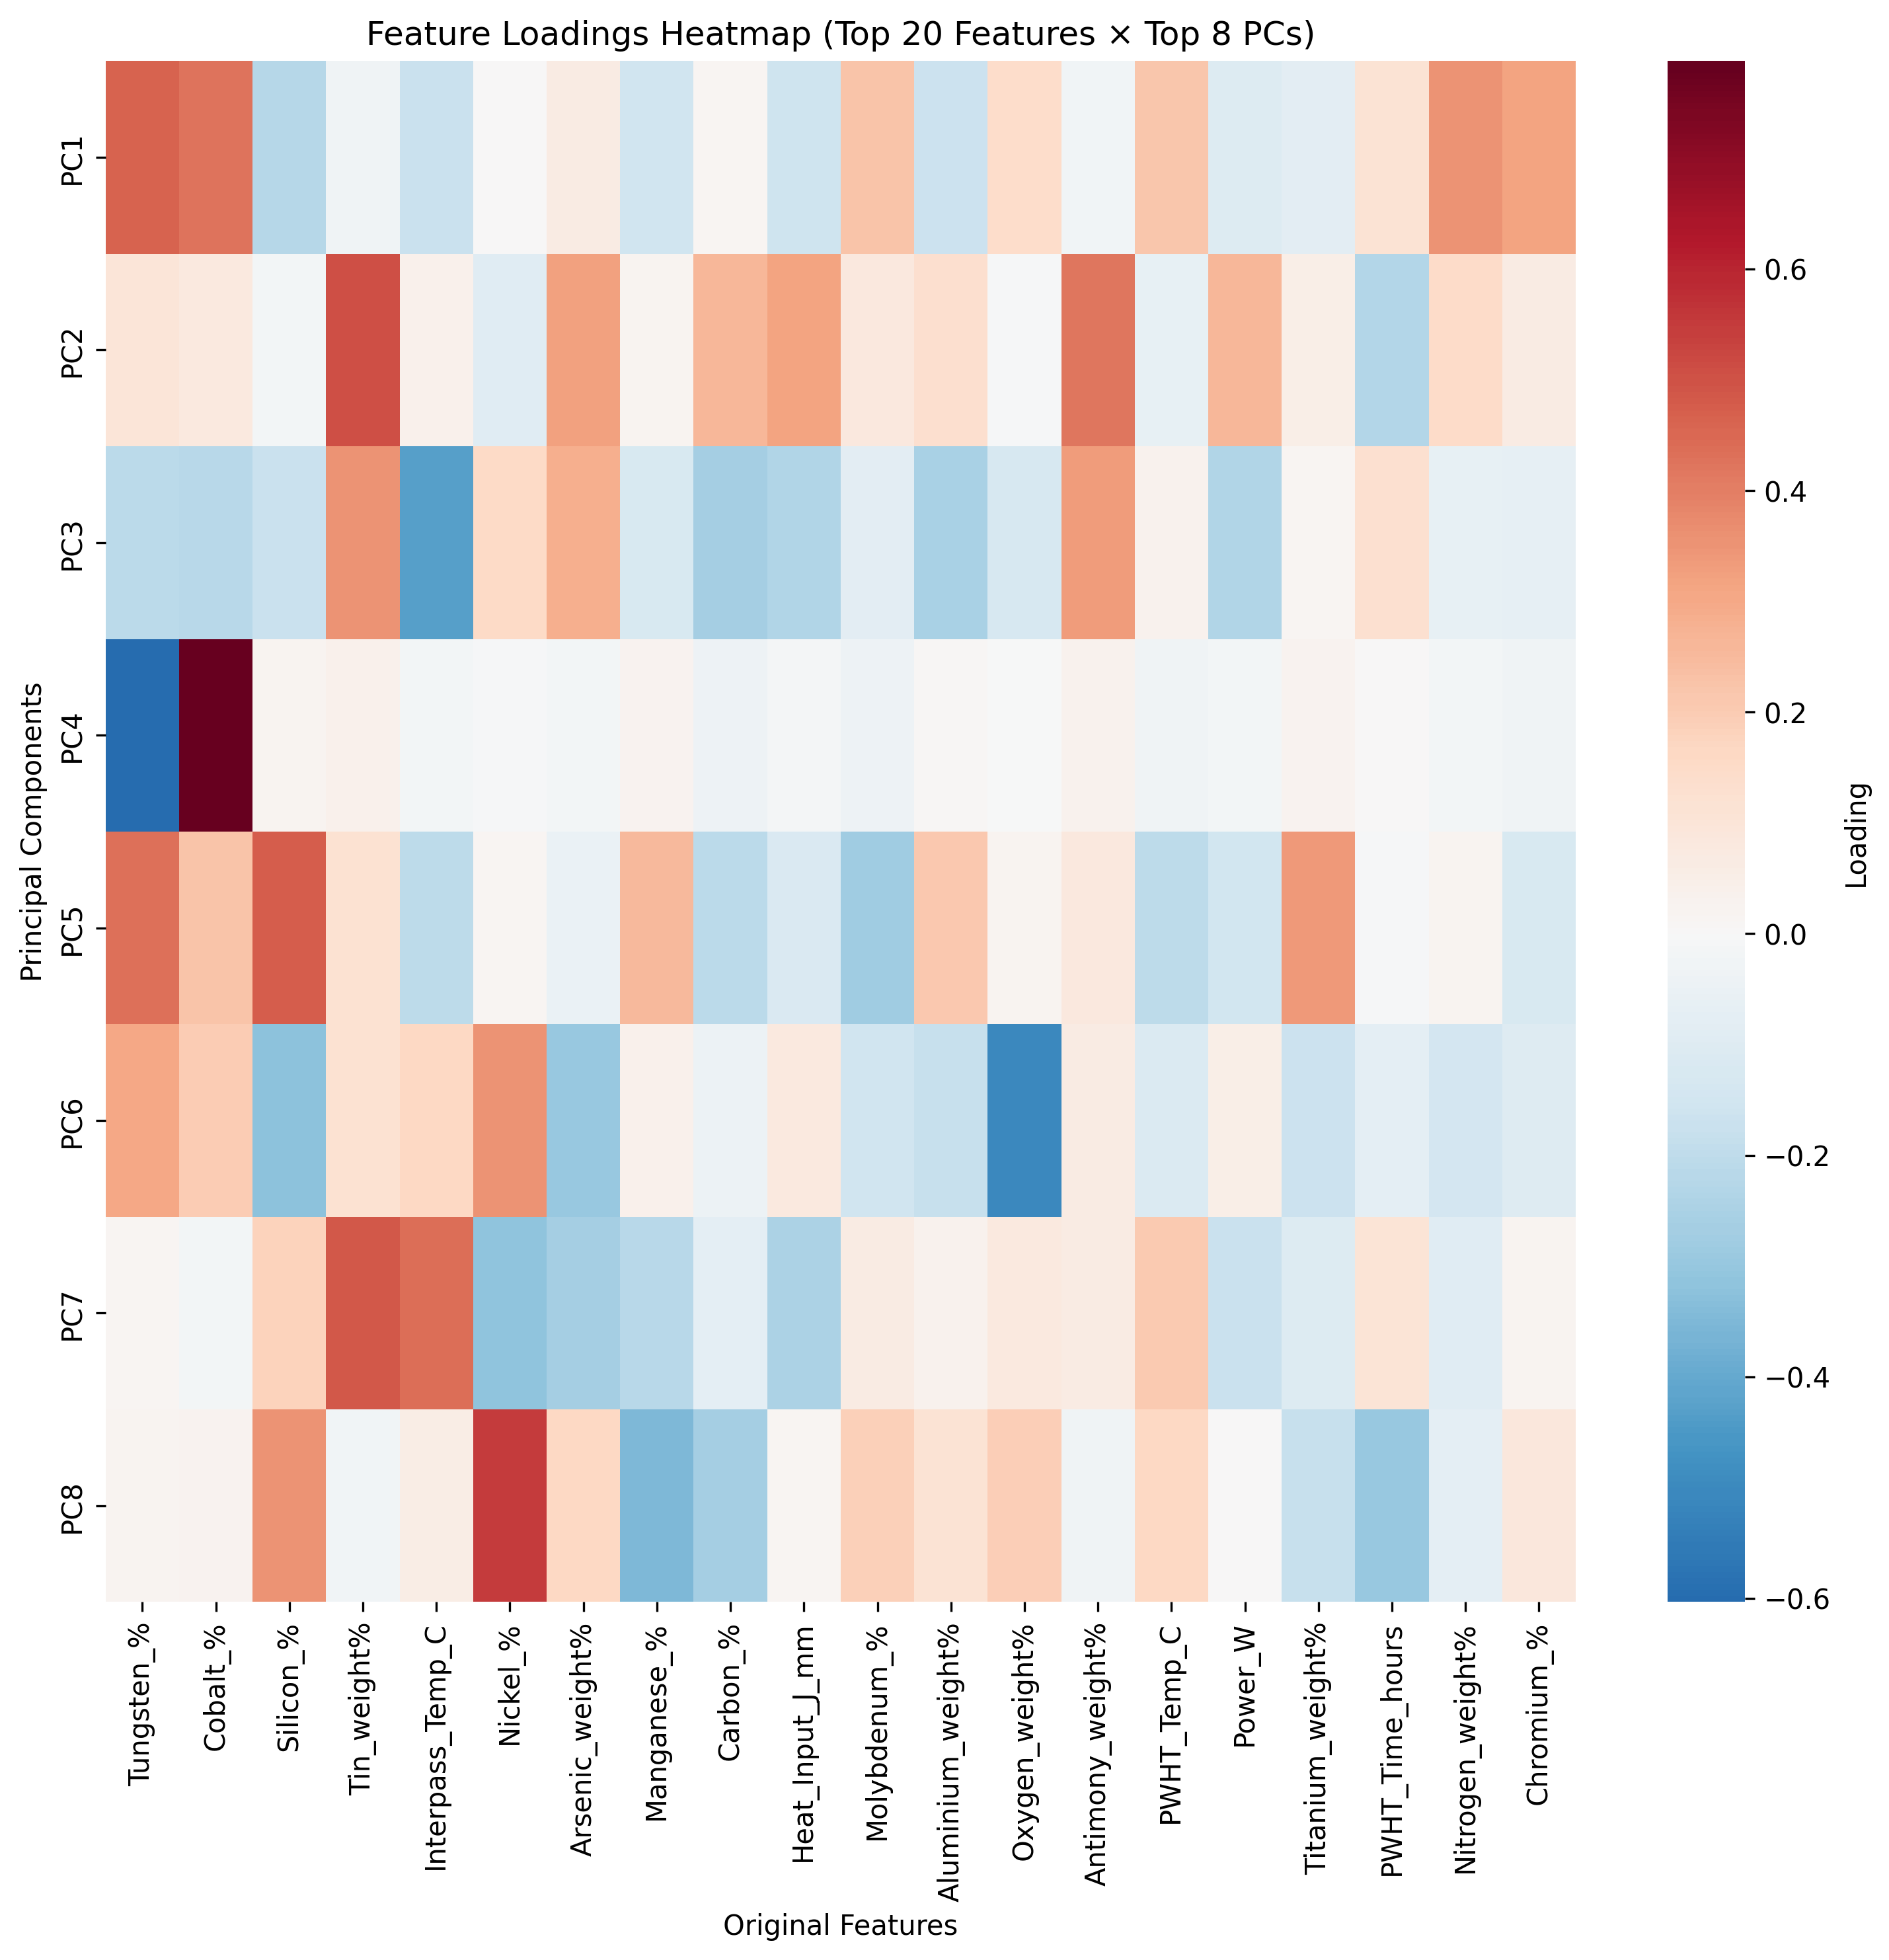 Feature Loadings Heatmap (Top 20 Features × Top 8 PCs)
Principal Components
PC1
PC2
PC3
PC4
PC5
PC6
PC7
PC8
Tungsten_%
Cobalt_%
Silicon_%
Tin_weight%
Interpass_Temp_C
Nickel_%
Arsenic_weight%
Manganese_%
Carbon_%
Heat_Input_J_mm
Molybdenum_%
Aluminium_weight%
Oxygen_weight%
Antimony_weight%
PWHT_Temp_C
Power_W
Titanium_weight%
PWHT_Time_hours
Nitrogen_weight%
Chromium_%
Original Features
0.6
0.4
0.2
0.0
−0.2
−0.4
−0.6
Loading